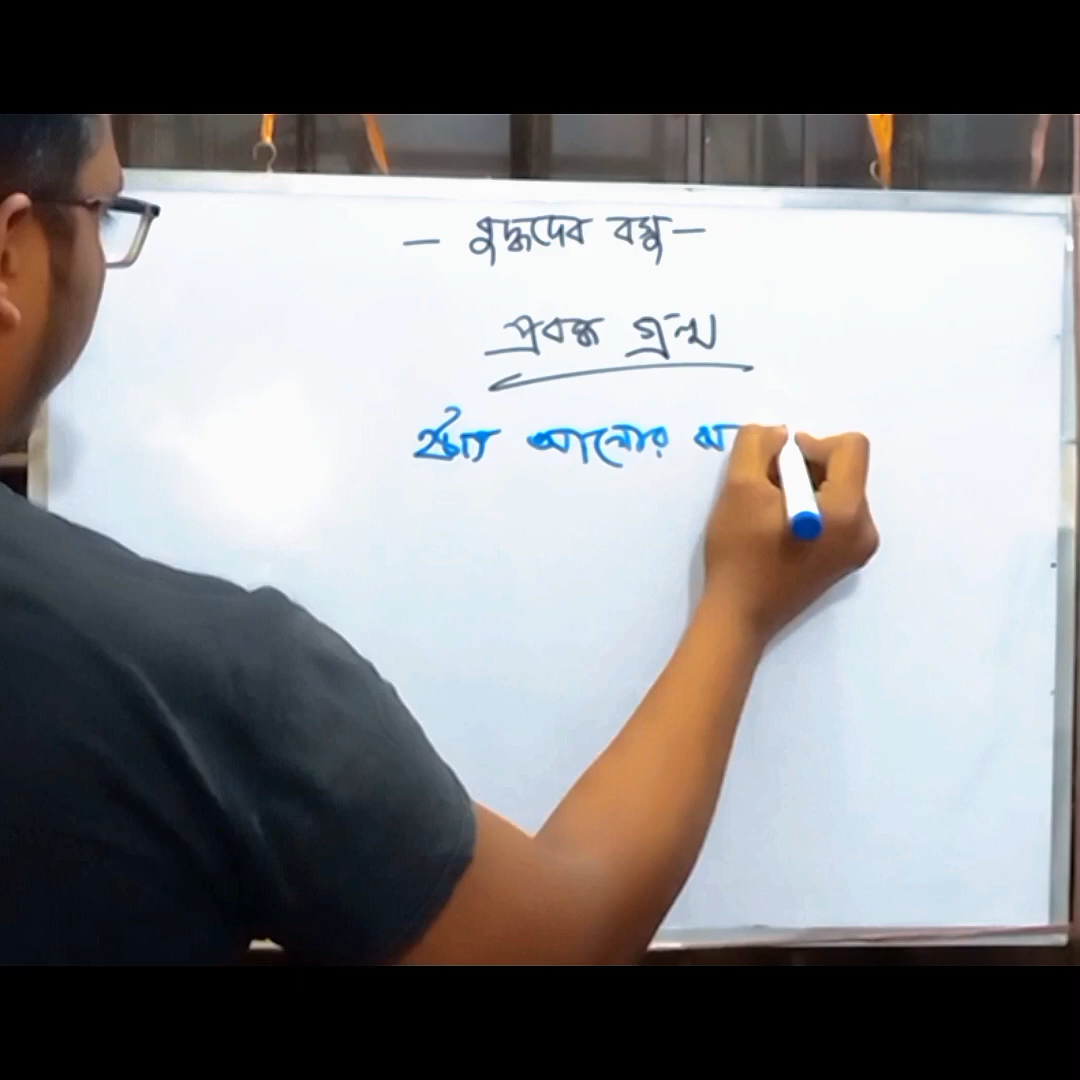 — বুদ্ধদেব বসু —
প্রবন্ধ গ্রন্থ
হঠাৎ আলোর ঝ